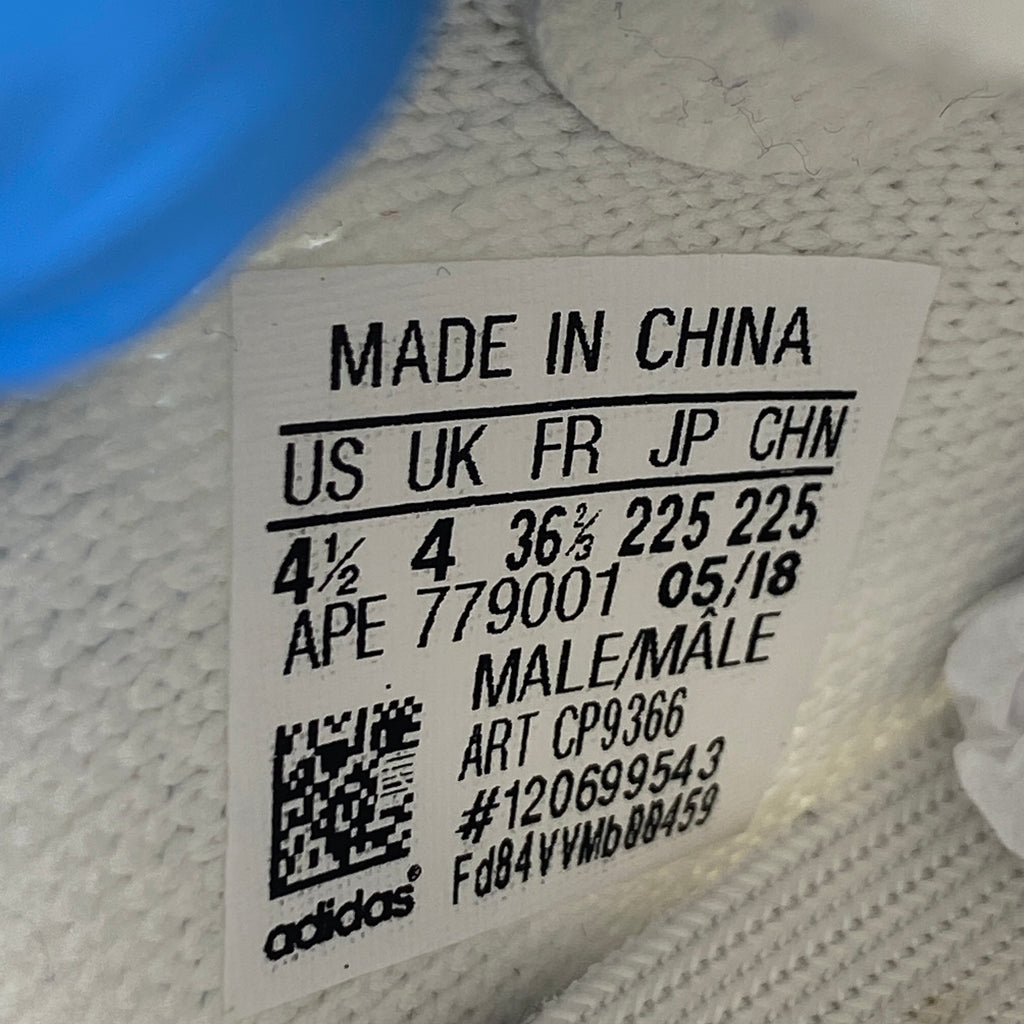 MADE IN CHINA
US UK FR JP CHN
4½ 4 36⅔ 225 225
APE 779001 05/18
MALE/MÂLE
ART CP9366
#120699543
adidas®